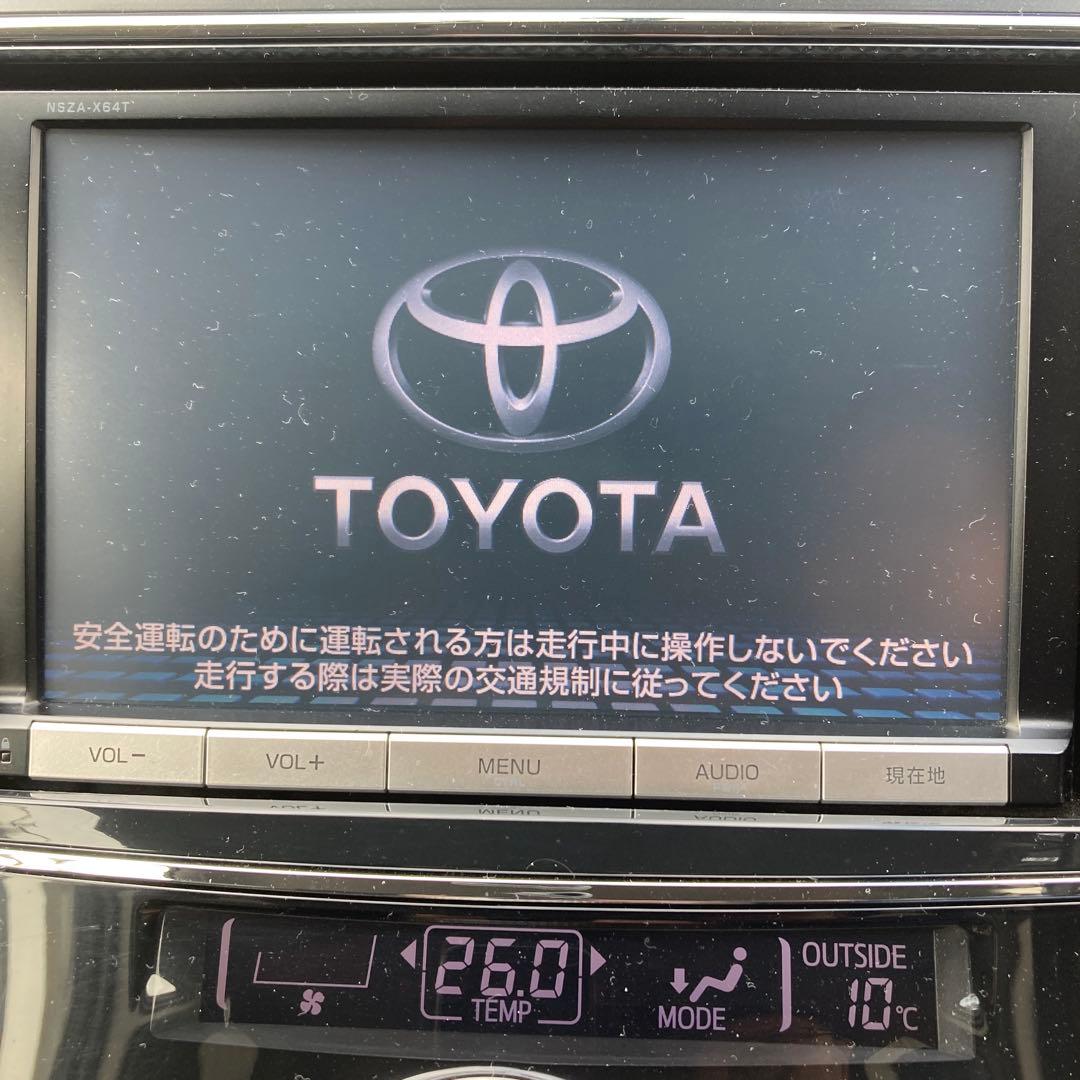 NSZA-X64T
TOYOTA
安全運転のために運転される方は走行中に操作しないでください
走行する際は実際の交通規制に従ってください
VOL− VOL+ MENU AUDIO 現在地
26.0
TEMP
MODE
OUTSIDE
10℃